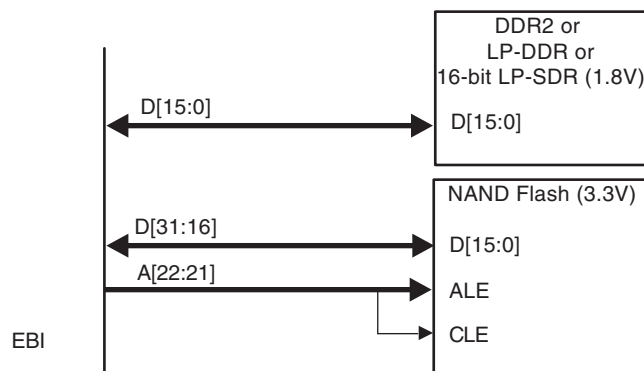 DDR2 or
LP-DDR or
16-bit LP-SDR (1.8V)
D[15:0]
D[15:0]
NAND Flash (3.3V)
D[31:16]
D[15:0]
A[22:21]
ALE
CLE
EBI